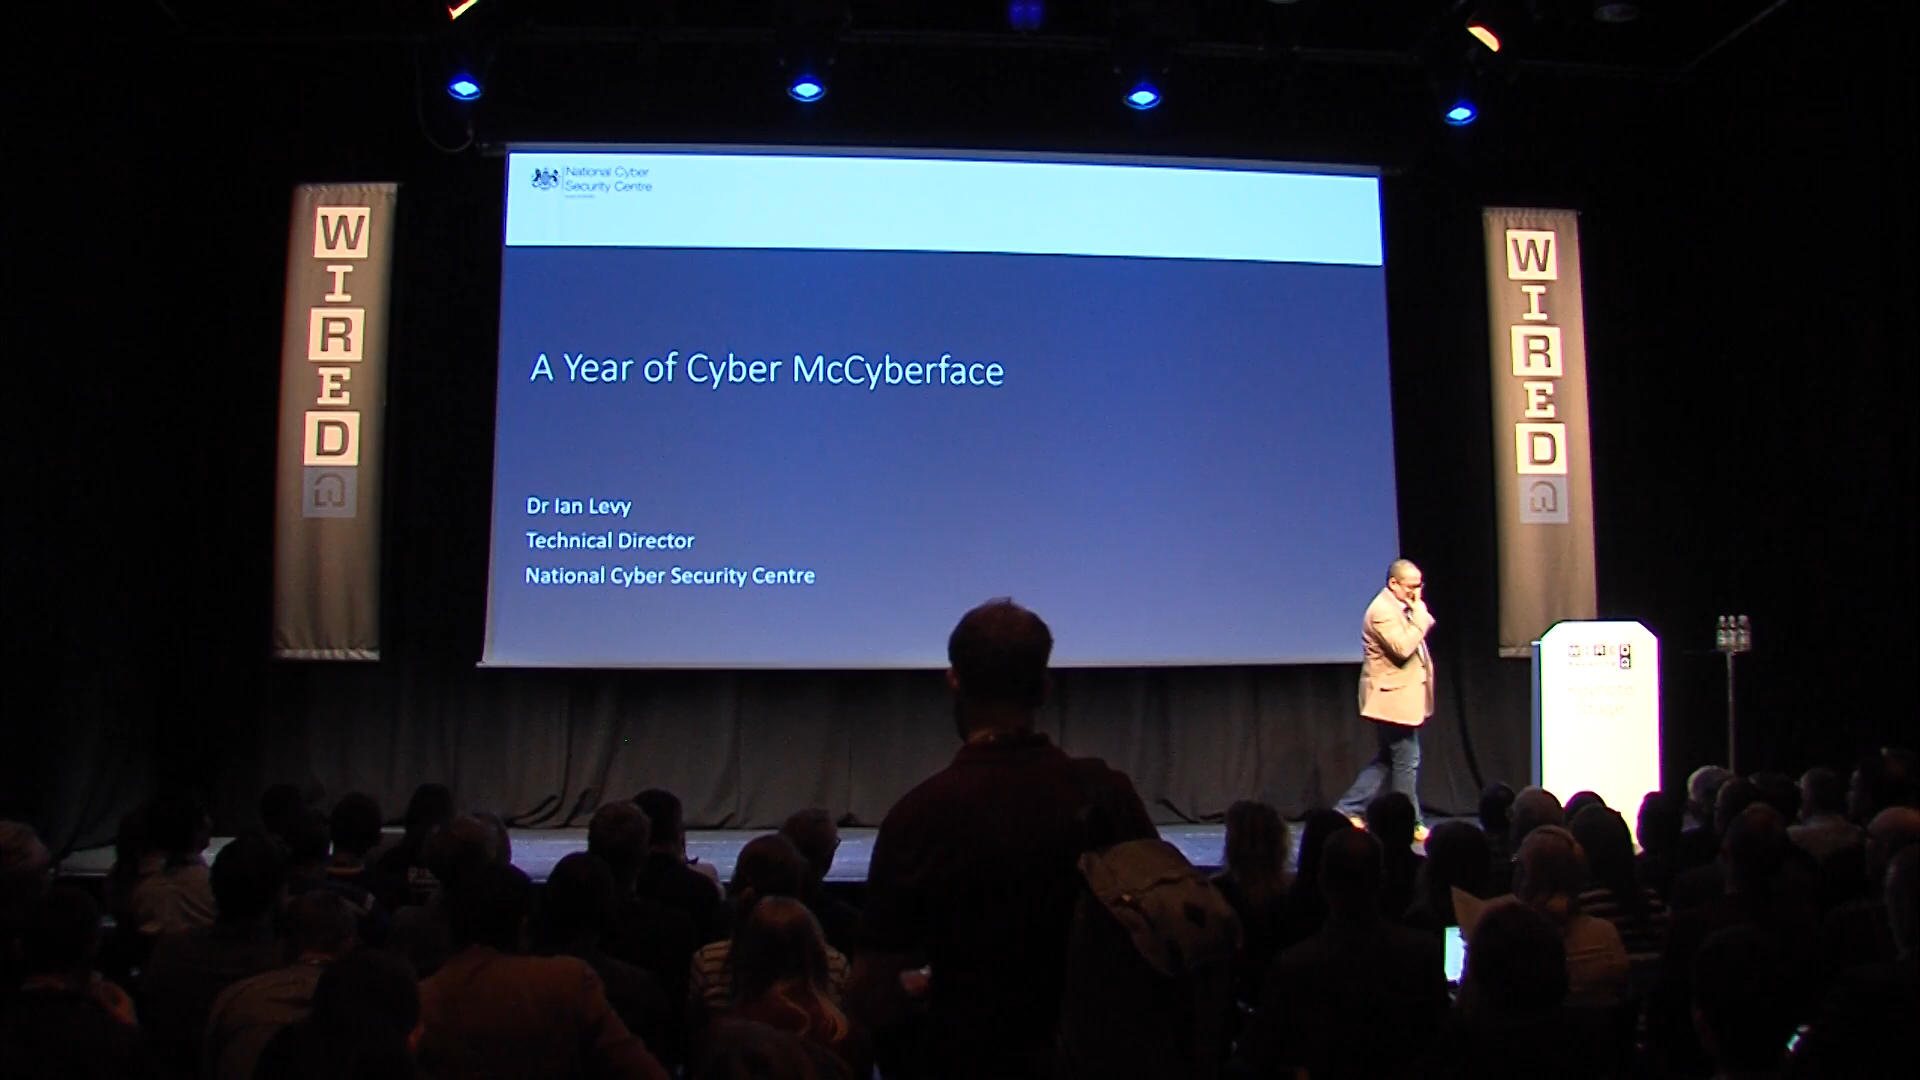 National Cyber
Security Centre
A Year of Cyber McCyberface
Dr Ian Levy
Technical Director
National Cyber Security Centre
WIRED
WIRED
WIRED